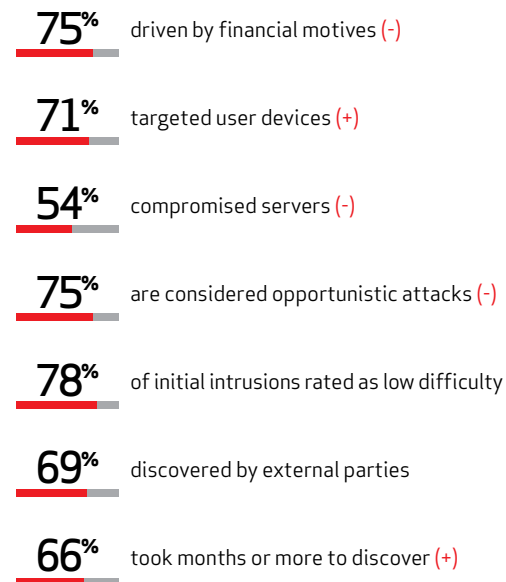 75% driven by financial motives (-)
71% targeted user devices (+)
54% compromised servers (-)
75% are considered opportunistic attacks (-)
78% of initial intrusions rated as low difficulty
69% discovered by external parties
66% took months or more to discover (+)